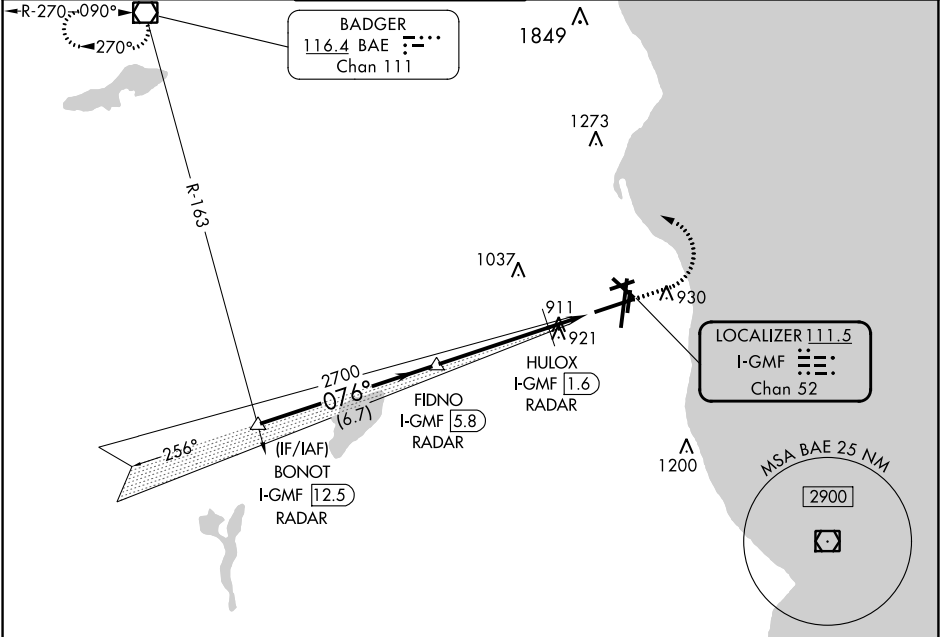 R-270
090°
270°
BADGER
116.4 BAE
Chan 111
1849
1273
R-163
1037
911
930
921
LOCALIZER 111.5
I-GMF
Chan 52
HULOX
I-GMF 1.6
RADAR
2700
076°
(6.7)
FIDNO
I-GMF 5.8
RADAR
256°
(IF/IAF)
BONOT
I-GMF 12.5
RADAR
1200
MSA BAE 25 NM
2900